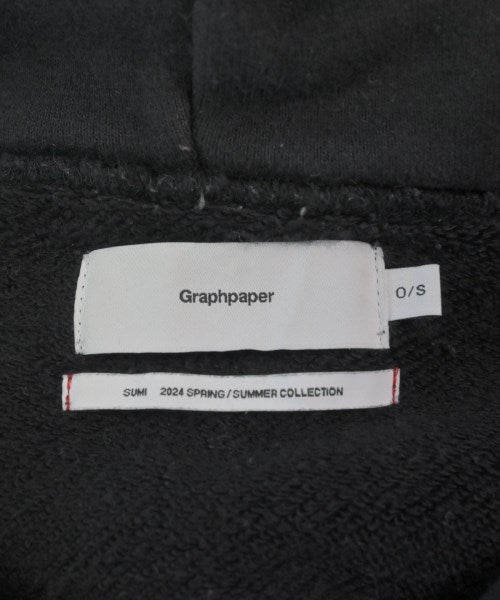 Graphpaper
O/S
SUMI 2024 SPRING/SUMMER COLLECTION